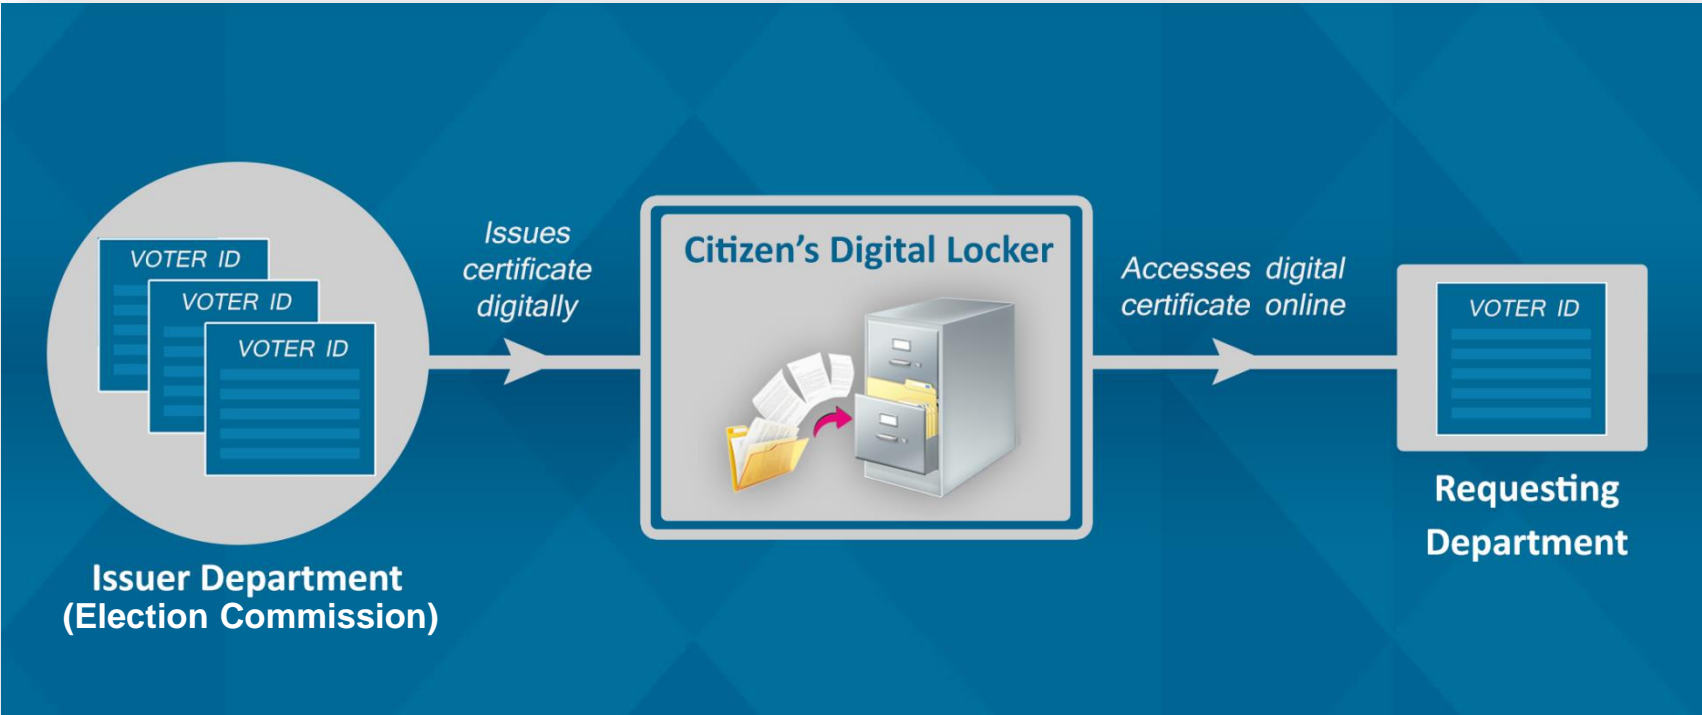 VOTER ID
VOTER ID
VOTER ID
Issuer Department
(Election Commission)
Issues
certificate
digitally
Citizen's Digital Locker
Accesses digital
certificate online
VOTER ID
Requesting
Department